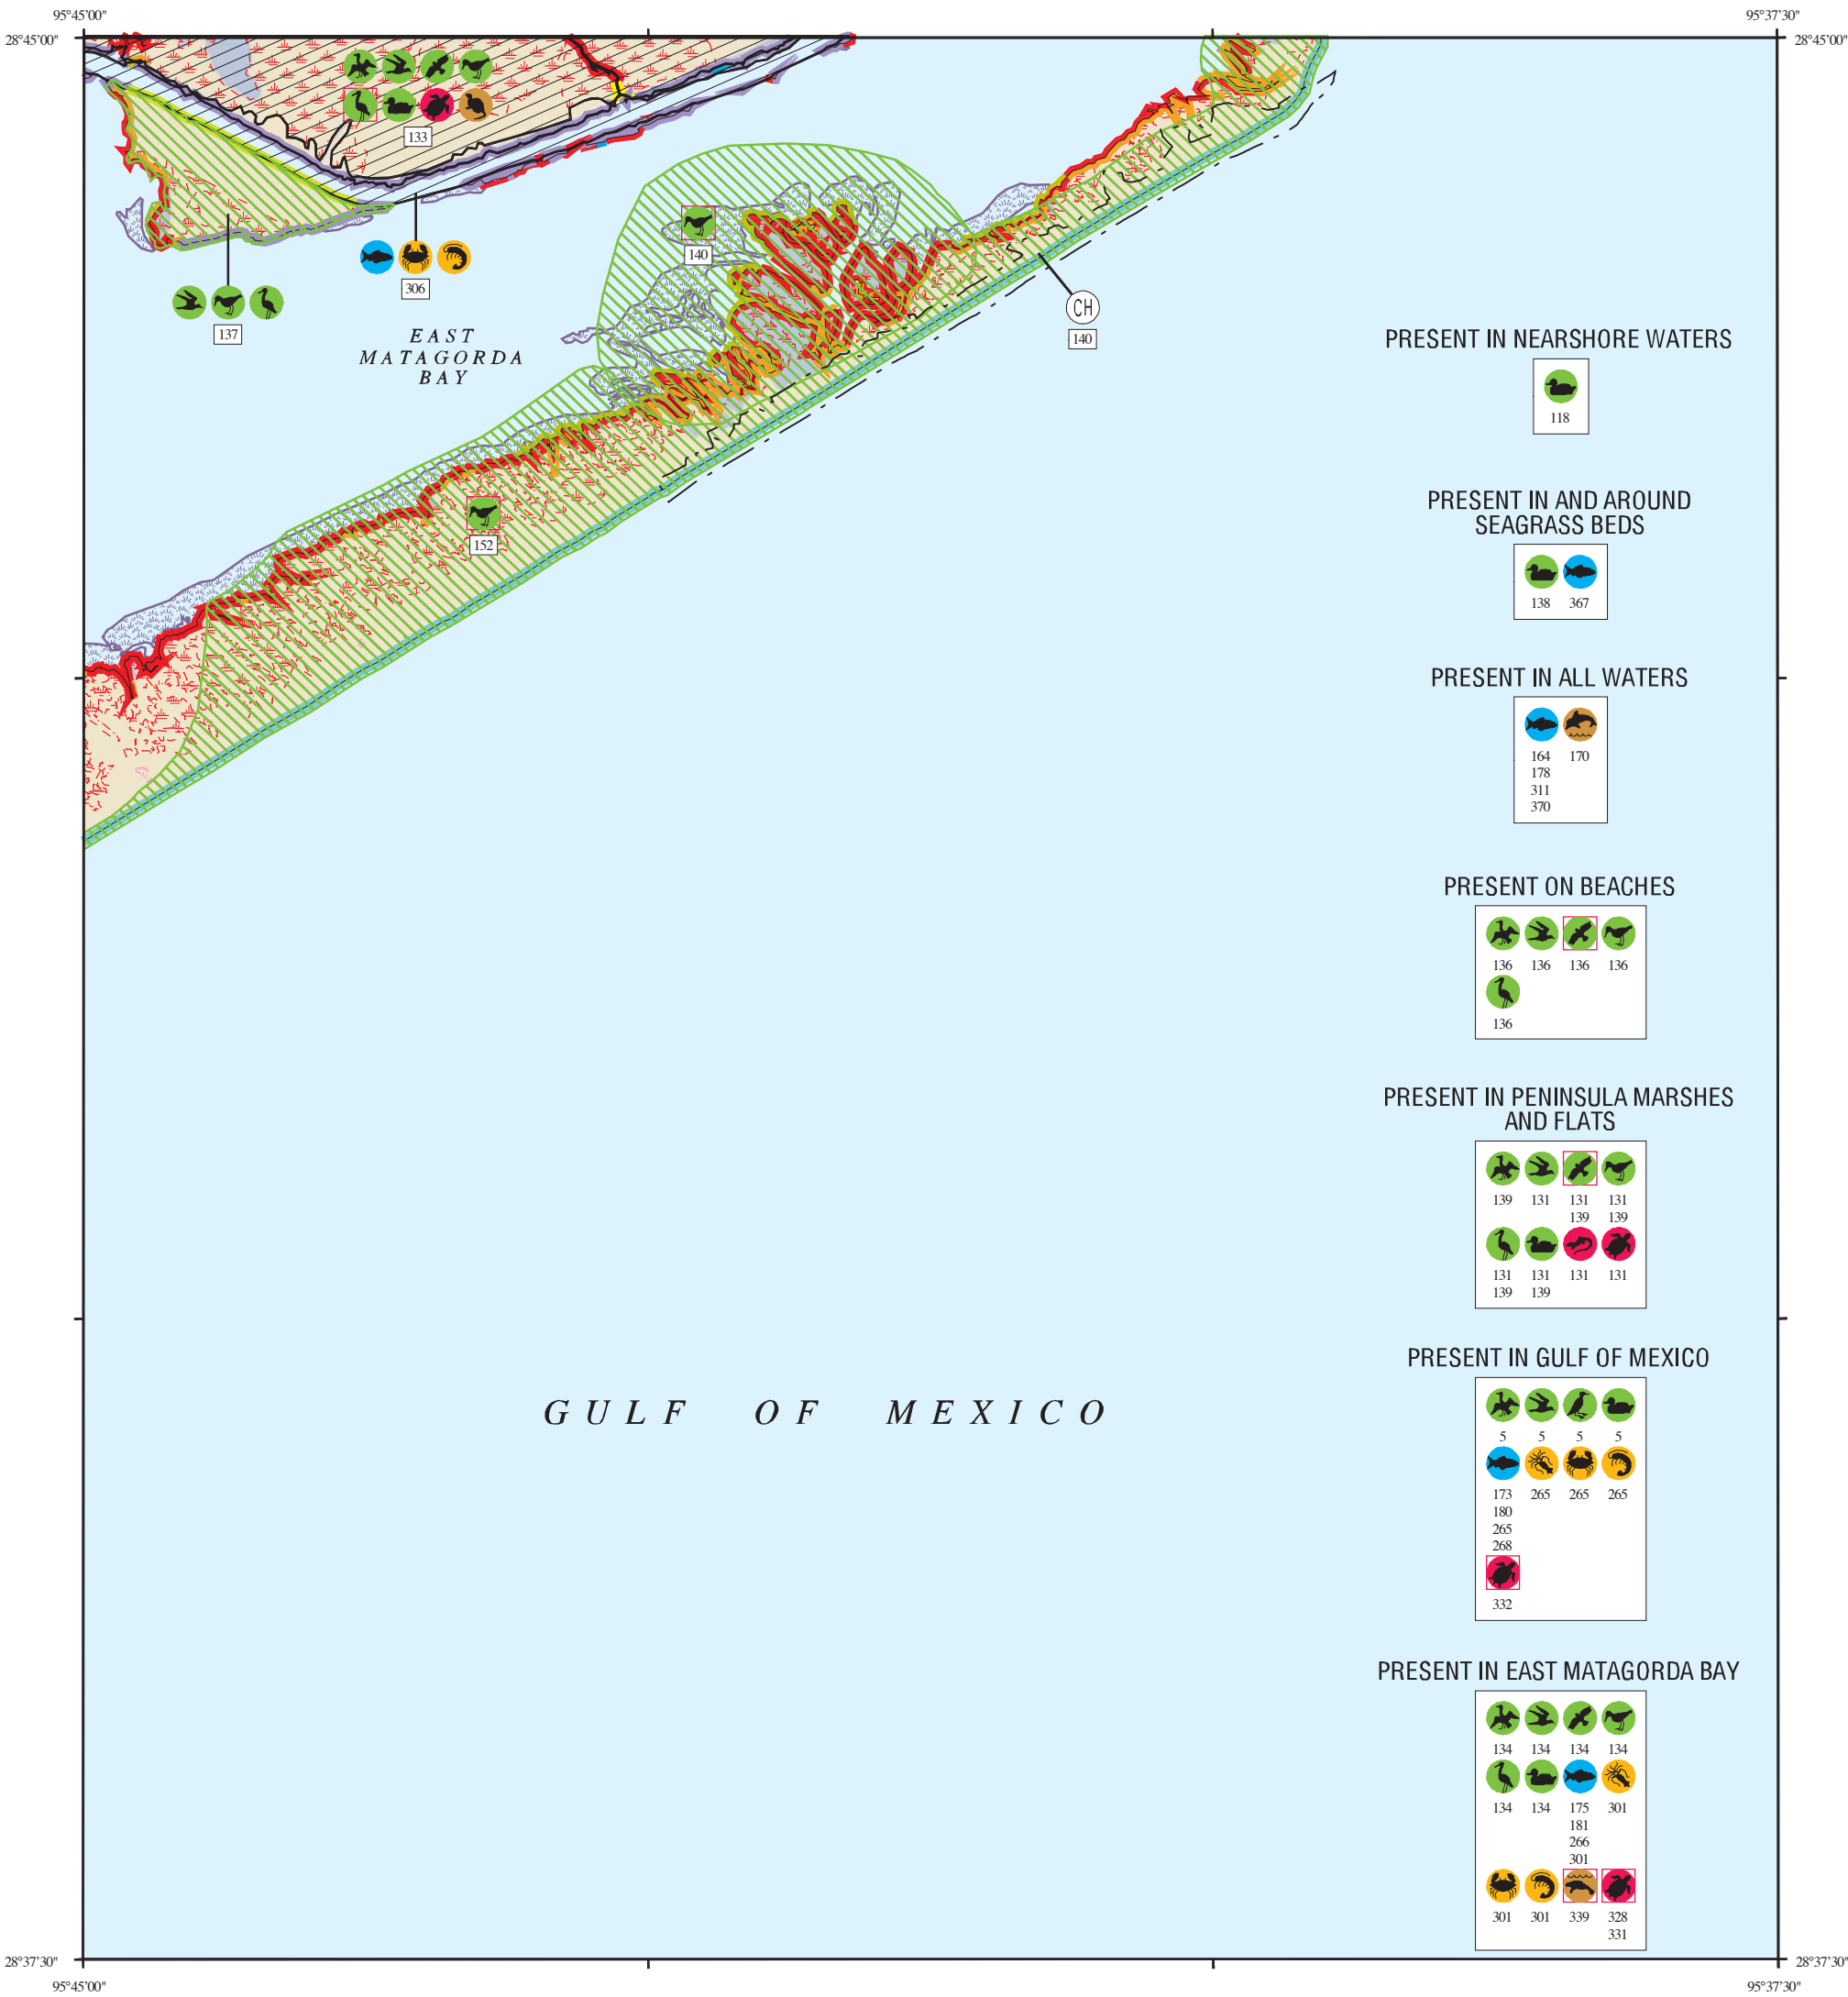 95°45'00" 95°37'30"
28°45'00" 28°45'00"
133
140
306
137
EAST
MATAGORDA
BAY
CH
140
152
GULF OF MEXICO
PRESENT IN NEARSHORE WATERS
118
PRESENT IN AND AROUND
SEAGRASS BEDS
138 367
PRESENT IN ALL WATERS
164 170
178
311
370
PRESENT ON BEACHES
136 136 136 136
136
PRESENT IN PENINSULA MARSHES
AND FLATS
139 131 131 131
139 139
131 131 131 131
139 139
PRESENT IN GULF OF MEXICO
5 5 5 5
173 265 265 265
180
265
268
332
PRESENT IN EAST MATAGORDA BAY
134 134 134 134
134 134 175 301
181
266
301
301 301 339 328
331
28°37'30" 28°37'30"
95°45'00" 95°37'30"